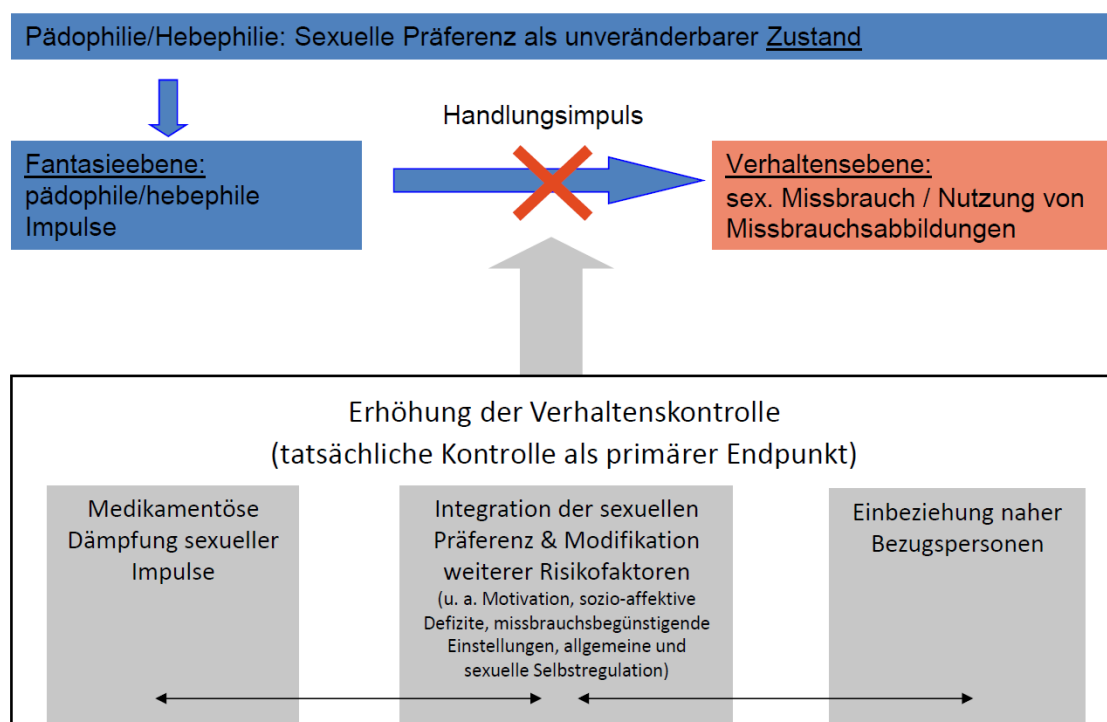 Pädophilie/Hebephilie: Sexuelle Präferenz als unveränderbarer Zustand
Handlungsimpuls
Fantasieebene:
pädophile/hebephile
Impulse
Verhaltensebene:
sex. Missbrauch / Nutzung von
Missbrauchsabbildungen
Erhöhung der Verhaltenskontrolle
(tatsächliche Kontrolle als primärer Endpunkt)
Medikamentöse
Dämpfung sexueller
Impulse
Integration der sexuellen
Präferenz & Modifikation
weiterer Risikofaktoren
(u. a. Motivation, sozio-affektive
Defizite, missbrauchsbegünstigende
Einstellungen, allgemeine und
sexuelle Selbstregulation)
Einbeziehung naher
Bezugspersonen